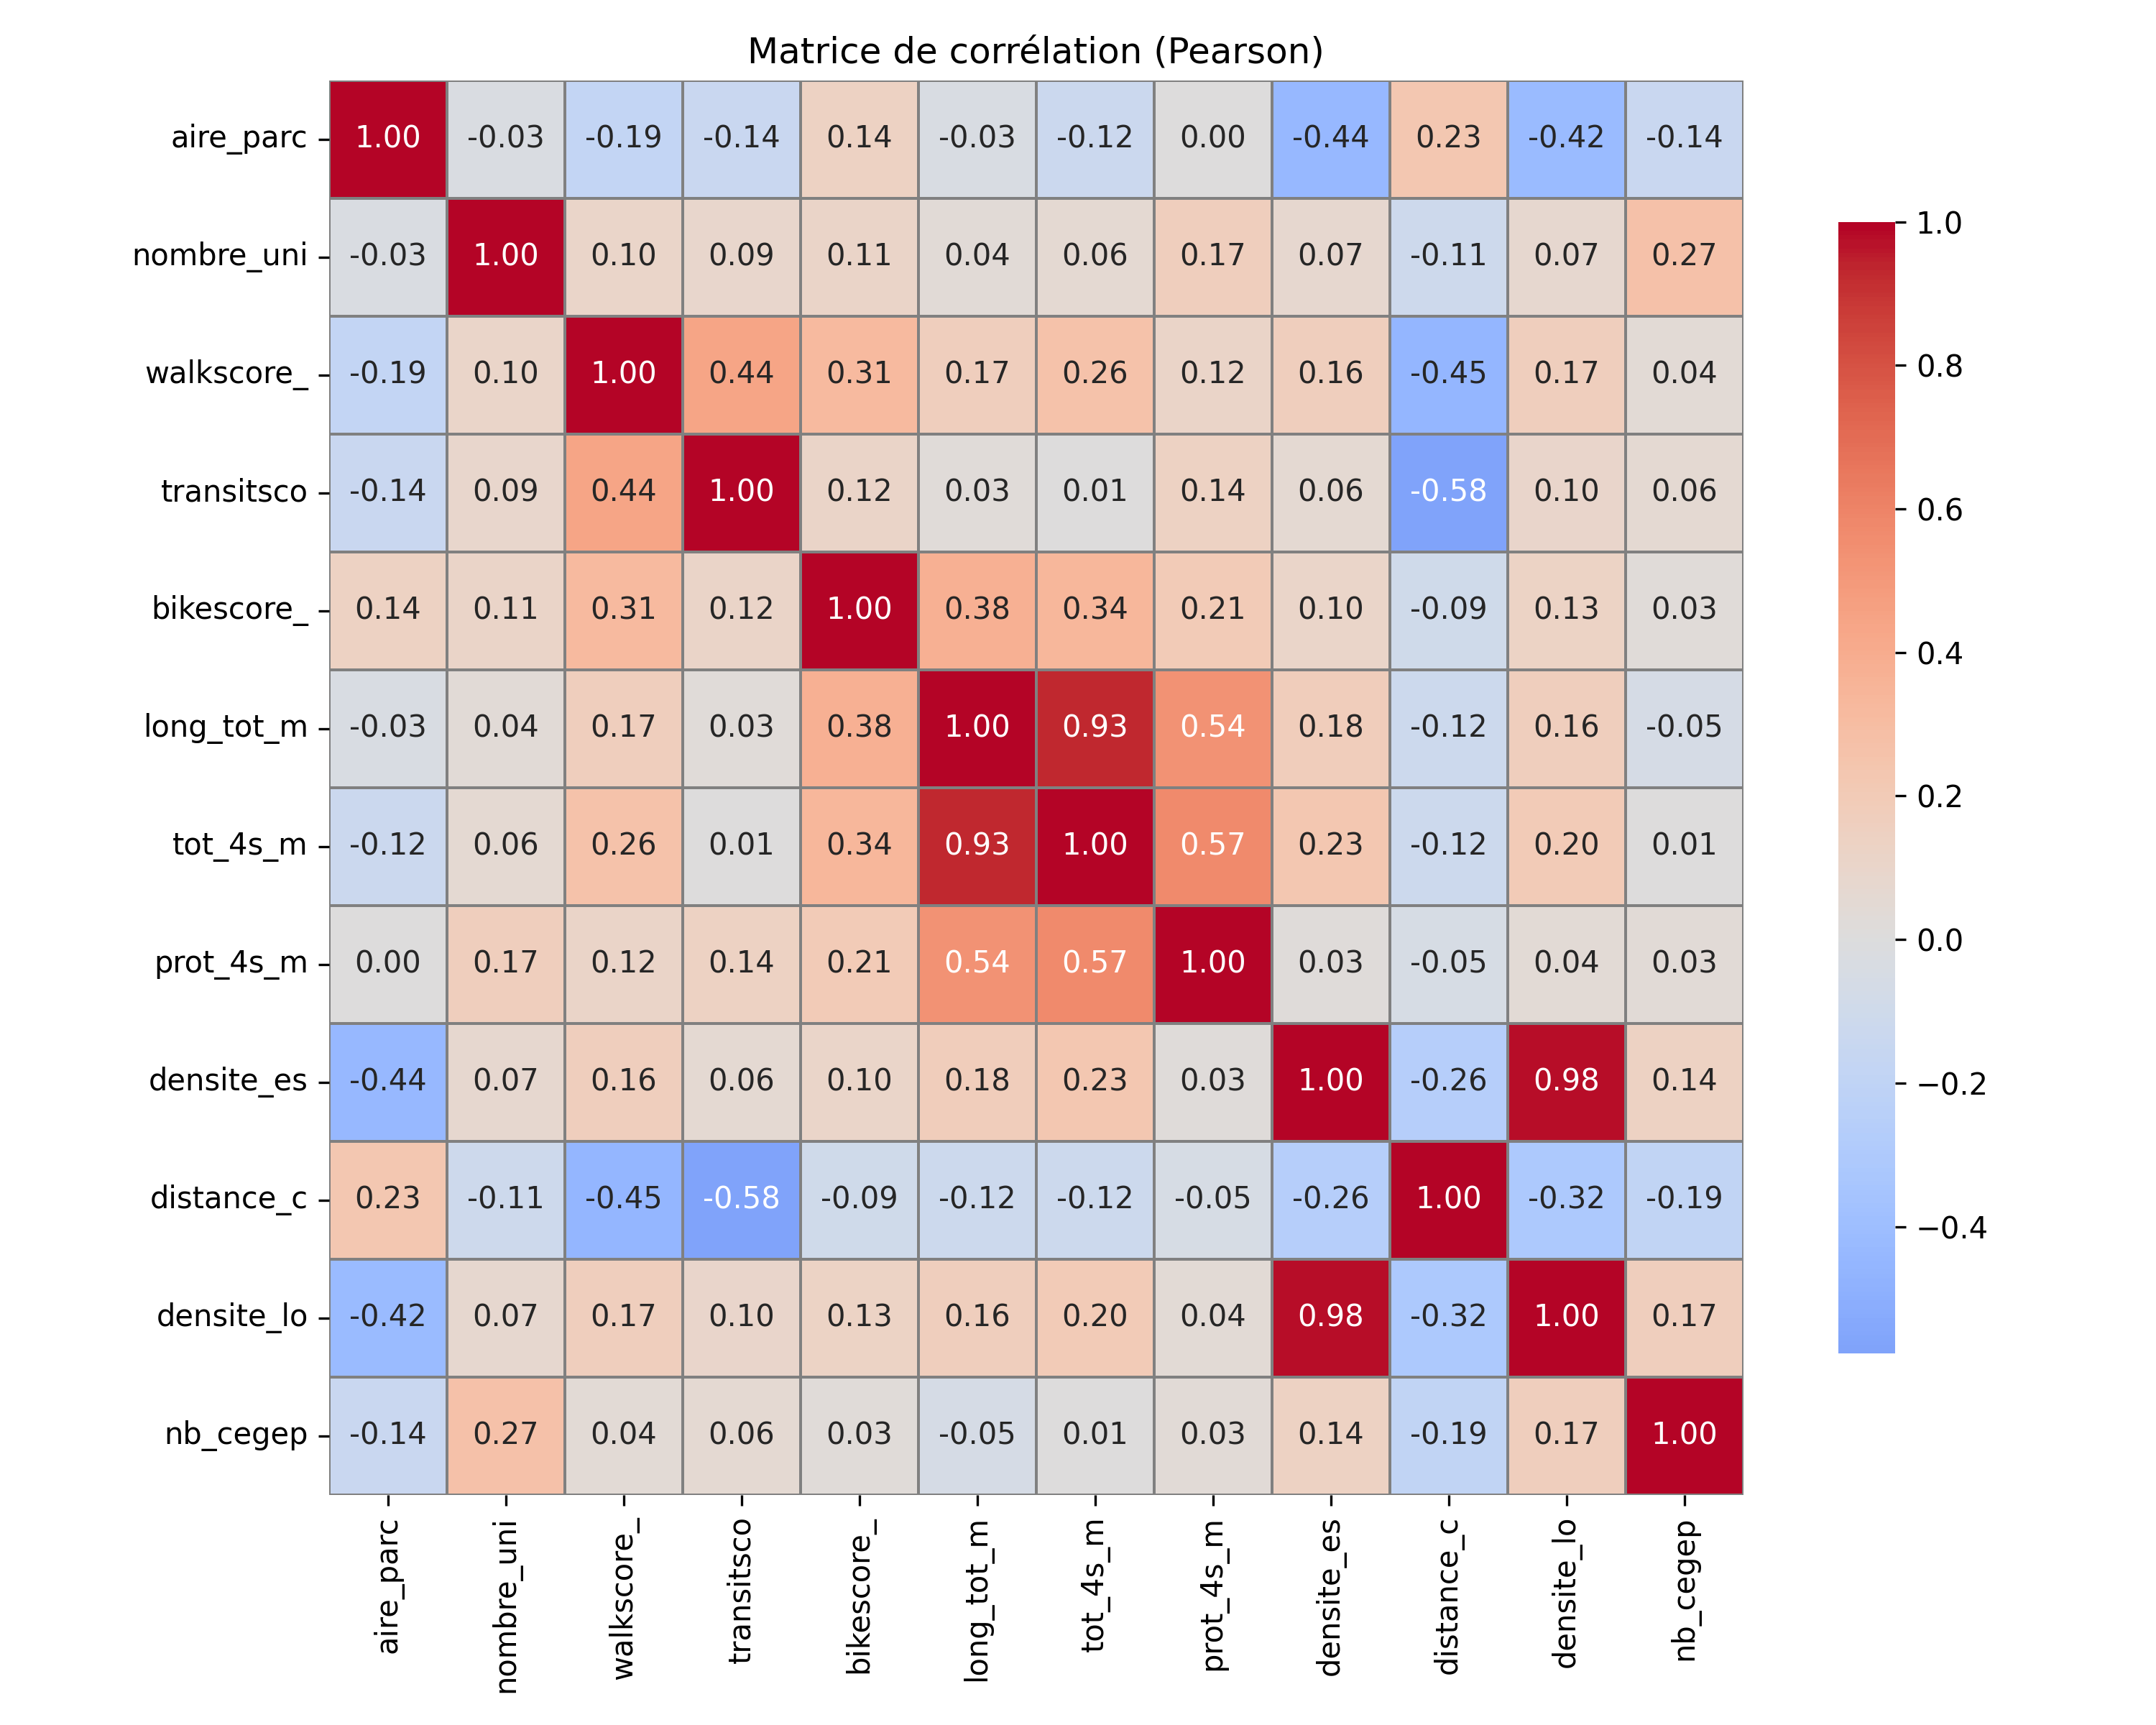 Matrice de corrélation (Pearson)
aire_parc 1.00 -0.03 -0.19 -0.14 0.14 -0.03 -0.12 0.00 -0.44 0.23 -0.42 -0.14
nombre_uni -0.03 1.00 0.10 0.09 0.11 0.04 0.06 0.17 0.07 -0.11 0.07 0.27
walkscore_ -0.19 0.10 1.00 0.44 0.31 0.17 0.26 0.12 0.16 -0.45 0.17 0.04
transitsco -0.14 0.09 0.44 1.00 0.12 0.03 0.01 0.14 0.06 -0.58 0.10 0.06
bikescore_ 0.14 0.11 0.31 0.12 1.00 0.38 0.34 0.21 0.10 -0.09 0.13 0.03
long_tot_m -0.03 0.04 0.17 0.03 0.38 1.00 0.93 0.54 0.18 -0.12 0.16 -0.05
tot_4s_m -0.12 0.06 0.26 0.01 0.34 0.93 1.00 0.57 0.23 -0.12 0.20 0.01
prot_4s_m 0.00 0.17 0.12 0.14 0.21 0.54 0.57 1.00 0.03 -0.05 0.04 0.03
densite_es -0.44 0.07 0.16 0.06 0.10 0.18 0.23 0.03 1.00 -0.26 0.98 0.14
distance_c 0.23 -0.11 -0.45 -0.58 -0.09 -0.12 -0.12 -0.05 -0.26 1.00 -0.32 -0.19
densite_lo -0.42 0.07 0.17 0.10 0.13 0.16 0.20 0.04 0.98 -0.32 1.00 0.17
nb_cegep -0.14 0.27 0.04 0.06 0.03 -0.05 0.01 0.03 0.14 -0.19 0.17 1.00
aire_parc
nombre_uni
walkscore_
transitsco
bikescore_
long_tot_m
tot_4s_m
prot_4s_m
densite_es
distance_c
densite_lo
nb_cegep
1.0
0.8
0.6
0.4
0.2
0.0
−0.2
−0.4